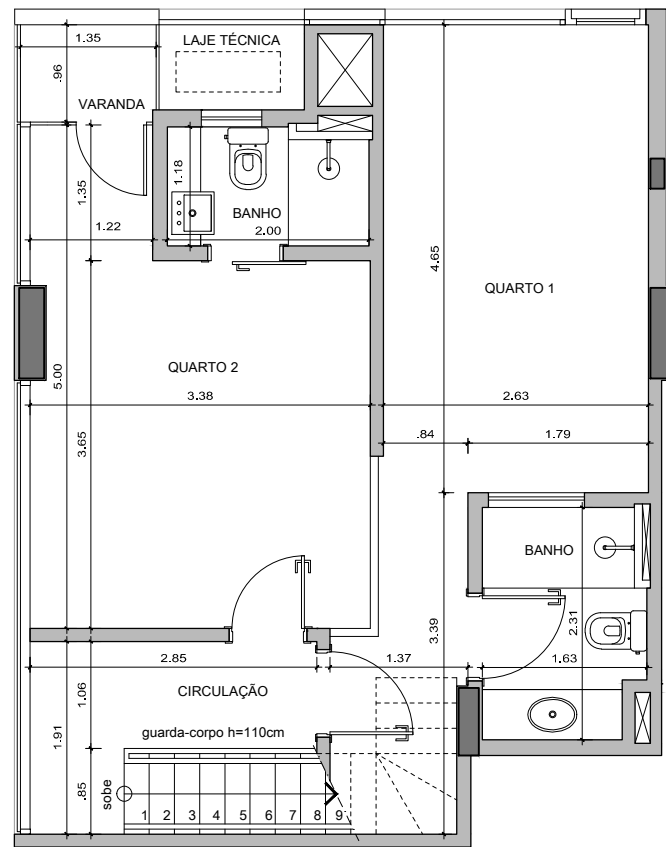 1.35
LAJE TÉCNICA
.96
VARANDA
1.35
1.18
1.22
BANHO
2.00
4.65
QUARTO 1
5.00
QUARTO 2
3.38
2.63
.84
1.79
3.65
BANHO
3.39
2.31
2.85
1.37
1.63
CIRCULAÇÃO
1.06
1.91
guarda-corpo h=110cm
.85
sobe
1 2 3 4 5 6 7 8 9